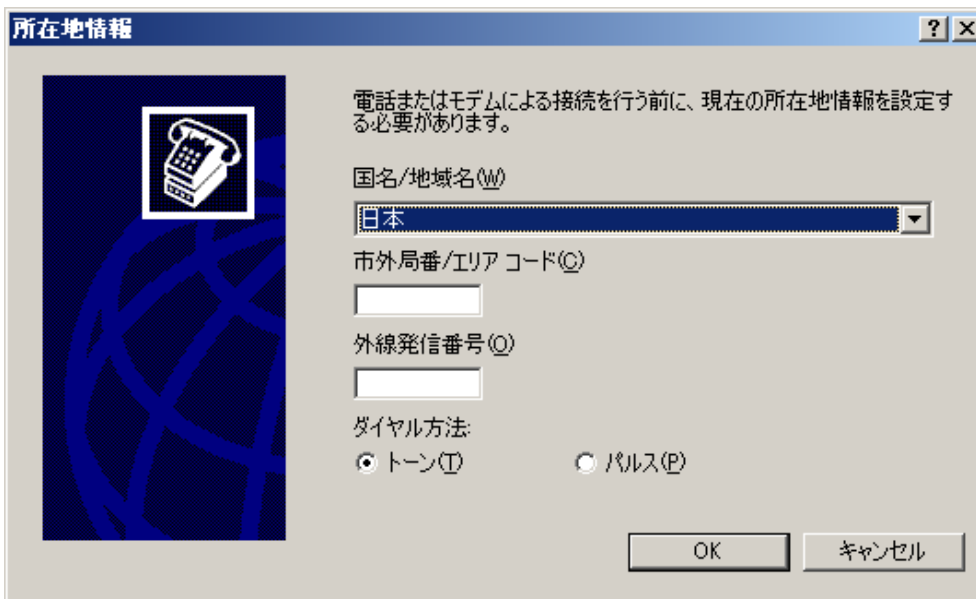 所在地情報
電話またはモデムによる接続を行う前に、現在の所在地情報を設定す
る必要があります。
国名/地域名(W)
日本
市外局番/エリア コード(C)
外線発信番号(O)
ダイヤル方法:
トーン(T) パルス(P)
OK キャンセル